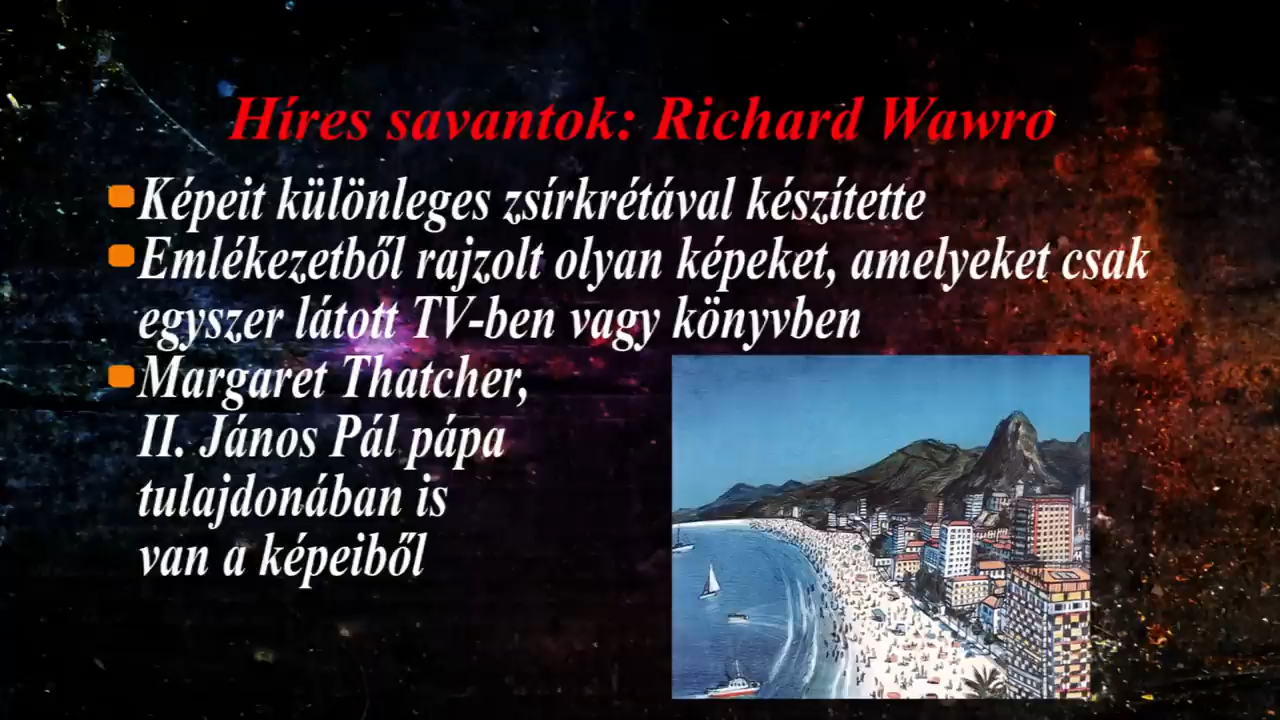 Híres savantok: Richard Wawro
Képeit különleges zsírkrétával készítette
Emlékezetből rajzolt olyan képeket, amelyeket csak
egyszer látott TV-ben vagy könyvben
Margaret Thatcher,
II. János Pál pápa
tulajdonában is
van a képeiből